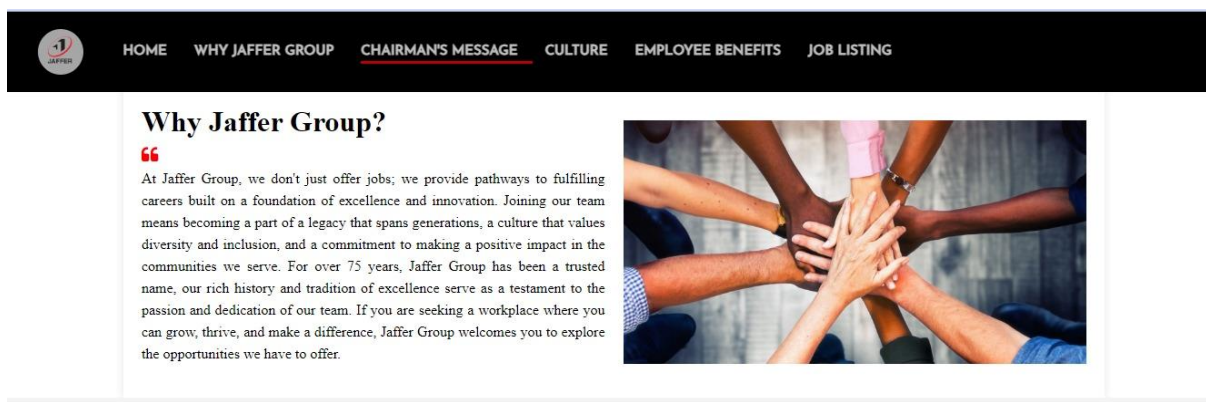 JAFFER
HOME WHY JAFFER GROUP CHAIRMAN'S MESSAGE CULTURE EMPLOYEE BENEFITS JOB LISTING
Why Jaffer Group?
“
At Jaffer Group, we don't just offer jobs; we provide pathways to fulfilling
careers built on a foundation of excellence and innovation. Joining our team
means becoming a part of a legacy that spans generations, a culture that values
diversity and inclusion, and a commitment to making a positive impact in the
communities we serve. For over 75 years, Jaffer Group has been a trusted
name, our rich history and tradition of excellence serve as a testament to the
passion and dedication of our team. If you are seeking a workplace where you
can grow, thrive, and make a difference, Jaffer Group welcomes you to explore
the opportunities we have to offer.